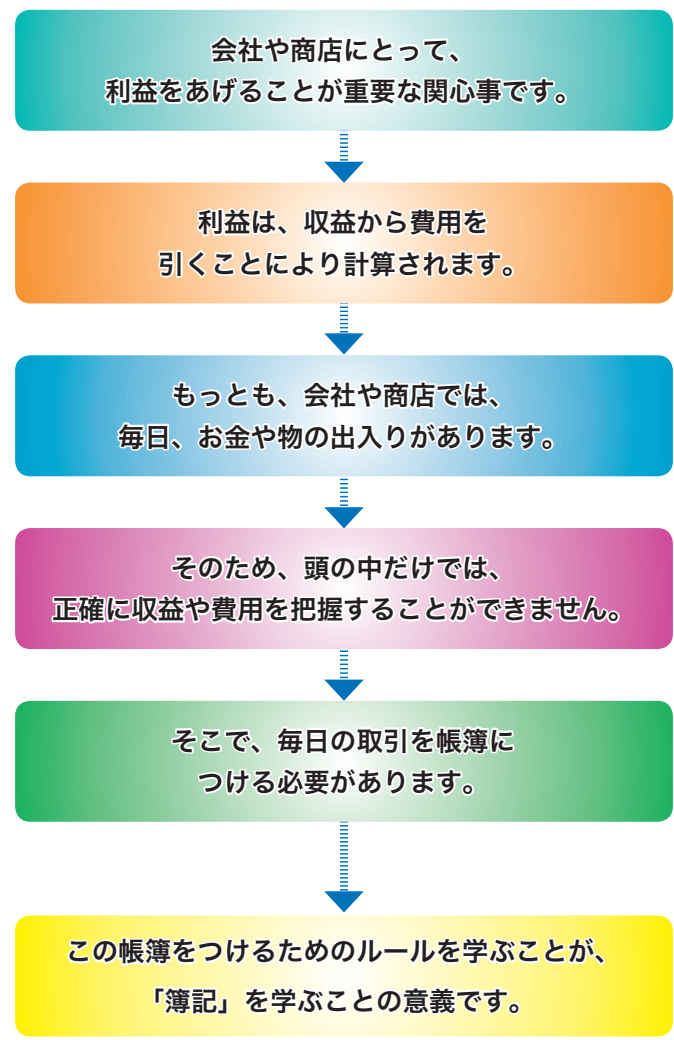 会社や商店にとって、
利益をあげることが重要な関心事です。
利益は、収益から費用を
引くことにより計算されます。
もっとも、会社や商店では、
毎日、お金や物の出入りがあります。
そのため、頭の中だけでは、
正確に収益や費用を把握することができません。
そこで、毎日の取引を帳簿に
つける必要があります。
この帳簿をつけるためのルールを学ぶことが、
「簿記」を学ぶことの意義です。